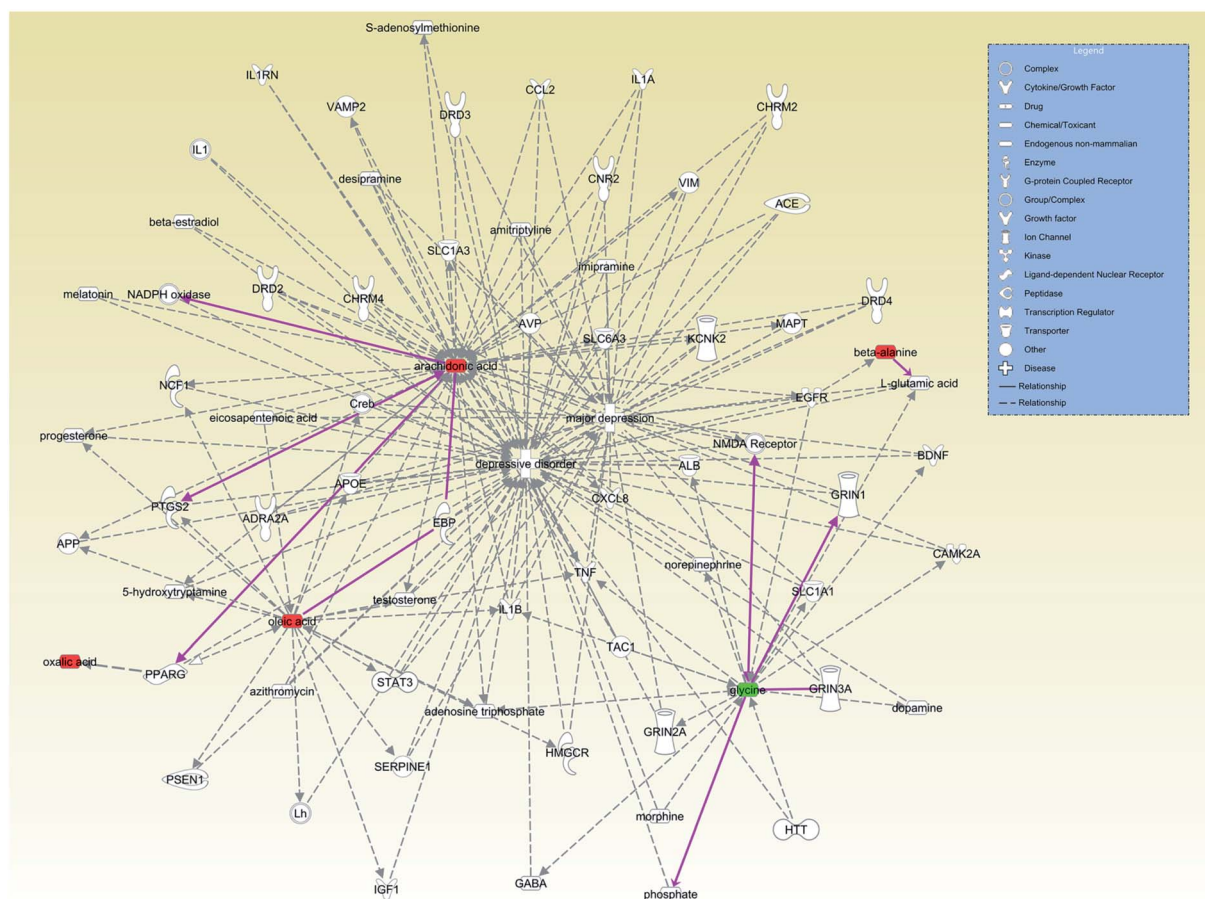 S-adenosylmethionine
IL1RN
CCL2
IL1A
VAMP2
DRD3
CHRM2
IL1
desipramine
CNR2
VIM
ACE
beta-estradiol
amitriptyline
SLC1A3
imipramine
melatonin
NADPH oxidase
DRD2
CHRM4
DRD4
AVP
SLC6A3
KCNK2
MAPT
arachidonic acid
beta-alanine
L-glutamic acid
NCF1
Creb
EGFR
eicosapentoenoic acid
major depression
progesterone
NMDA Receptor
BDNF
depressive disorder
ALB
APOE
CXCL8
GRIN1
PTGS2
ADRA2A
EBP
APP
CAMK2A
norepinephrine
TNF
5-hydroxytryptamine
SLC1A1
testosterone
IL1B
oleic acid
TAC1
oxalic acid
PPARG
STAT3
azithromycin
glycine
GRIN3A
dopamine
adenosine triphosphate
GRIN2A
HMGCR
PSEN1
SERPINE1
Lh
morphine
HTT
IGF1
GABA
phosphate
Legend
Complex
Cytokine/Growth Factor
Drug
Chemical/Toxicant
Endogenous non-mammalian
Enzyme
G-protein Coupled Receptor
Group/Complex
Growth factor
Ion Channel
Kinase
Ligand-dependent Nuclear Receptor
Peptidase
Transcription Regulator
Transporter
Other
Disease
Relationship
Relationship